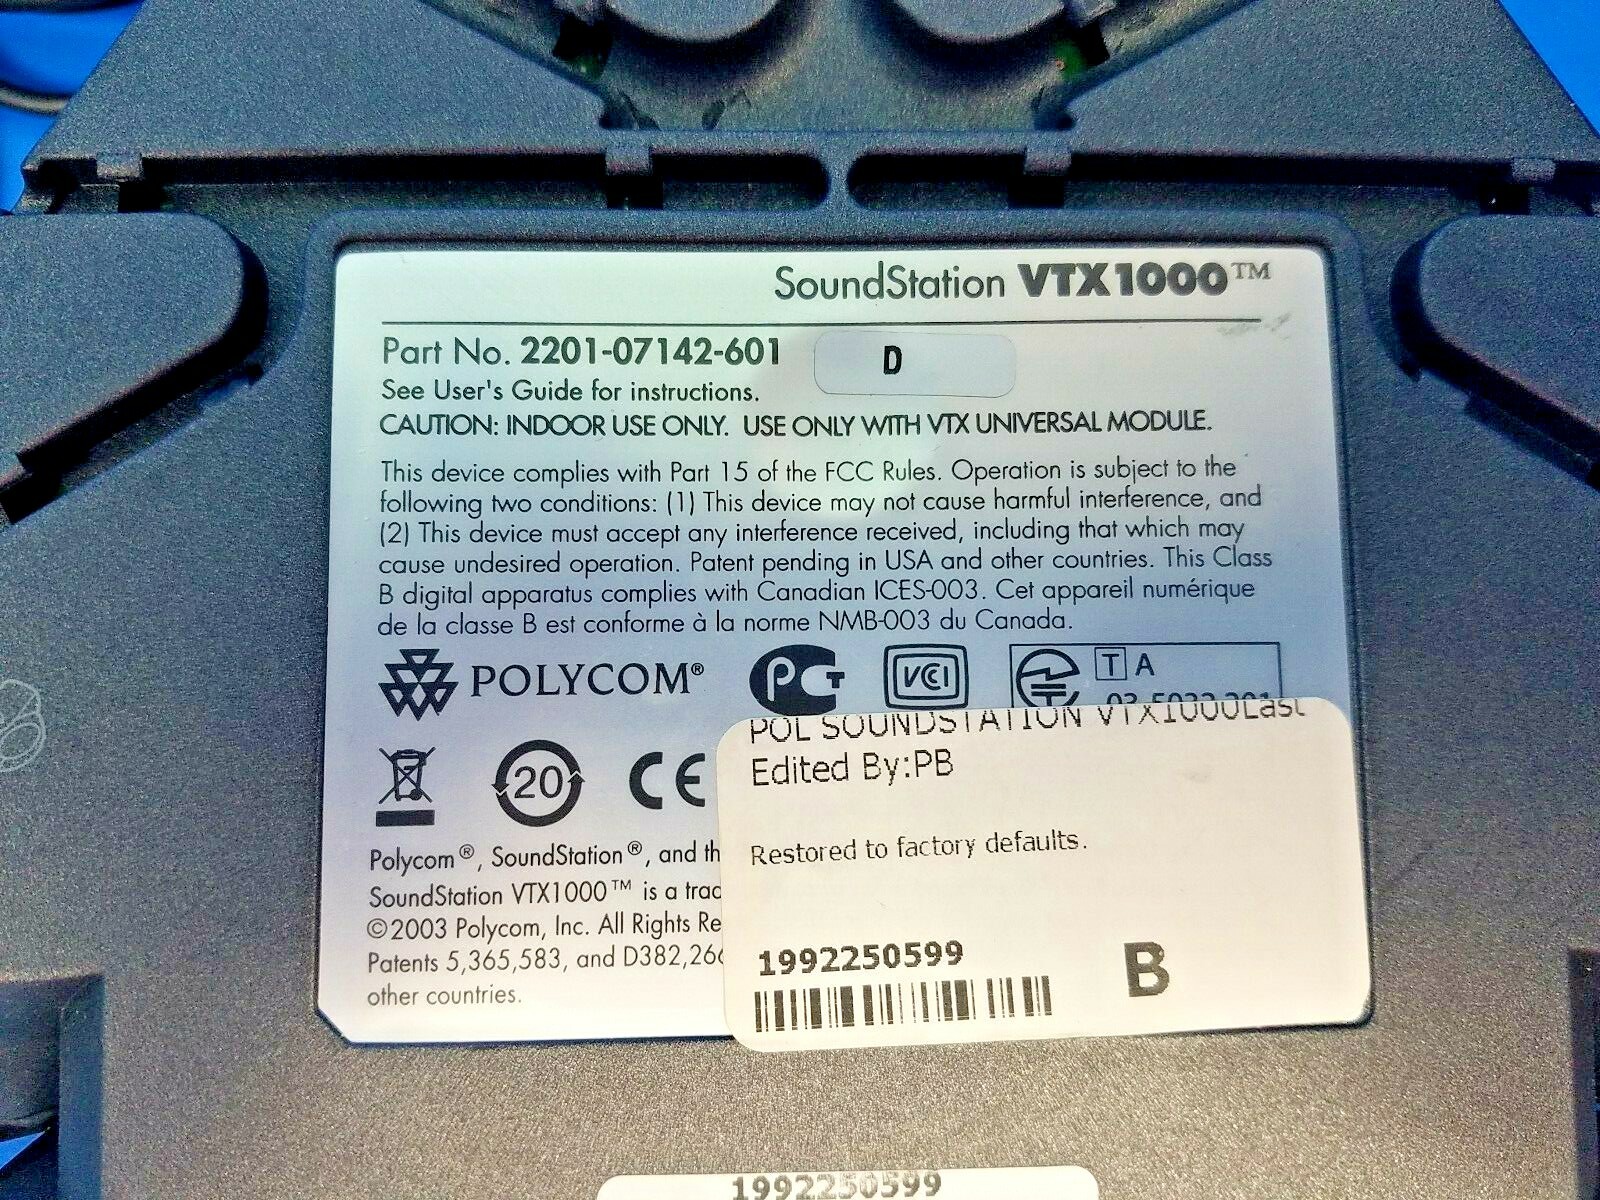 SoundStation VTX1000™
Part No. 2201-07142-601 D
See User's Guide for instructions.
CAUTION: INDOOR USE ONLY. USE ONLY WITH VTX UNIVERSAL MODULE.
This device complies with Part 15 of the FCC Rules. Operation is subject to the
following two conditions: (1) This device may not cause harmful interference, and
(2) This device must accept any interference received, including that which may
cause undesired operation. Patent pending in USA and other countries. This Class
B digital apparatus complies with Canadian ICES-003. Cet appareil numérique
de la classe B est conforme à la norme NMB-003 du Canada.
POLYCOM® PCT VCI T A
20 CE
Polycom®, SoundStation®, and th
SoundStation VTX1000™ is a trad
©2003 Polycom, Inc. All Rights Re
Patents 5,365,583, and D382,266
other countries.
POL SOUNDSTATION VTX1000Last
Edited By:PB
Restored to factory defaults.
1992250599
B
1992250599